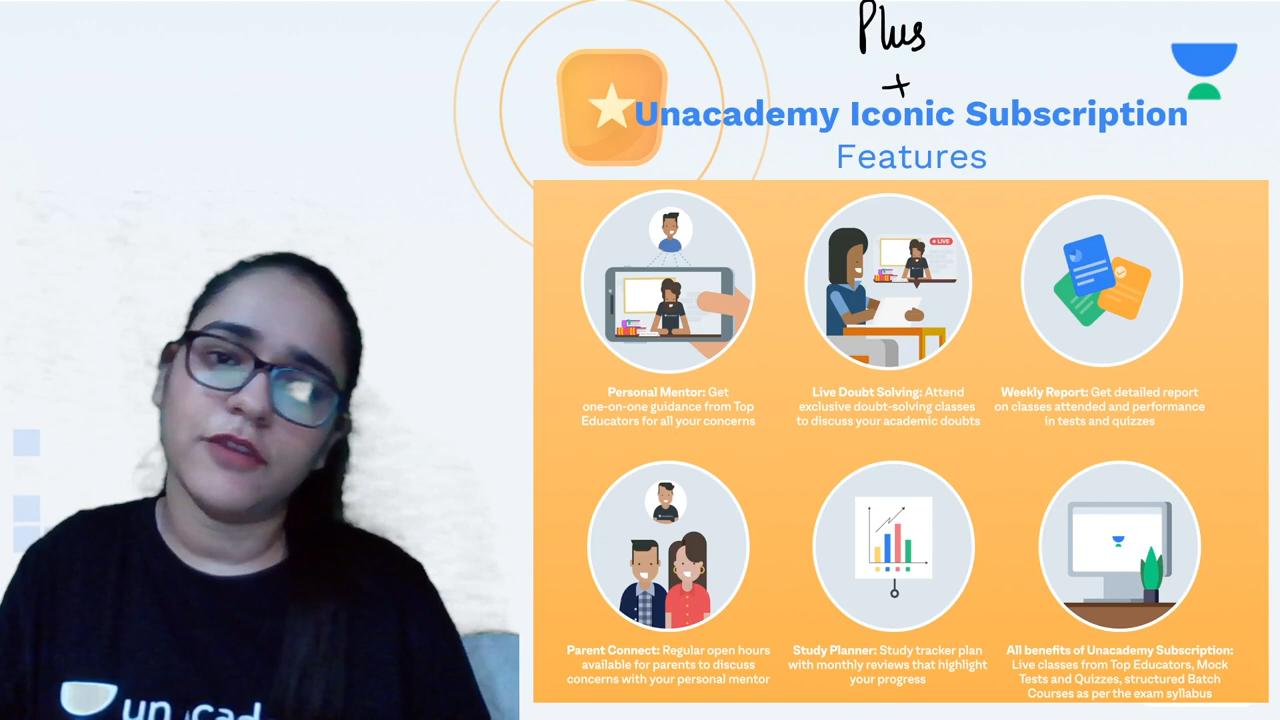 Plus
+
Unacademy Iconic Subscription
Features
LIVE
Personal Mentor: Get
one-on-one guidance from Top
Educators for all your concerns
Live Doubt Solving: Attend
exclusive doubt-solving classes
to discuss your academic doubts
Weekly Report: Get detailed report
on classes attended and performance
in tests and quizzes
Parent Connect: Regular open hours
available for parents to discuss
concerns with your personal mentor
Study Planner: Study tracker plan
with monthly reviews that highlight
your progress
All benefits of Unacademy Subscription:
Live classes from Top Educators, Mock
Tests and Quizzes, structured Batch
Courses as per the exam syllabus